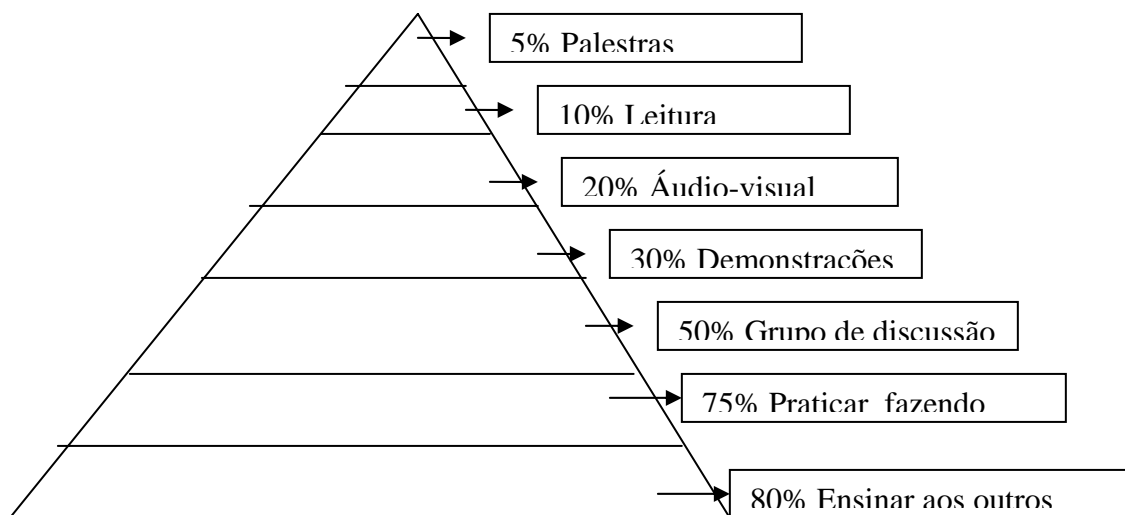 5% Palestras
10% Leitura
20% Áudio-visual
30% Demonstrações
50% Grupo de discussão
75% Praticar fazendo
80% Ensinar aos outros